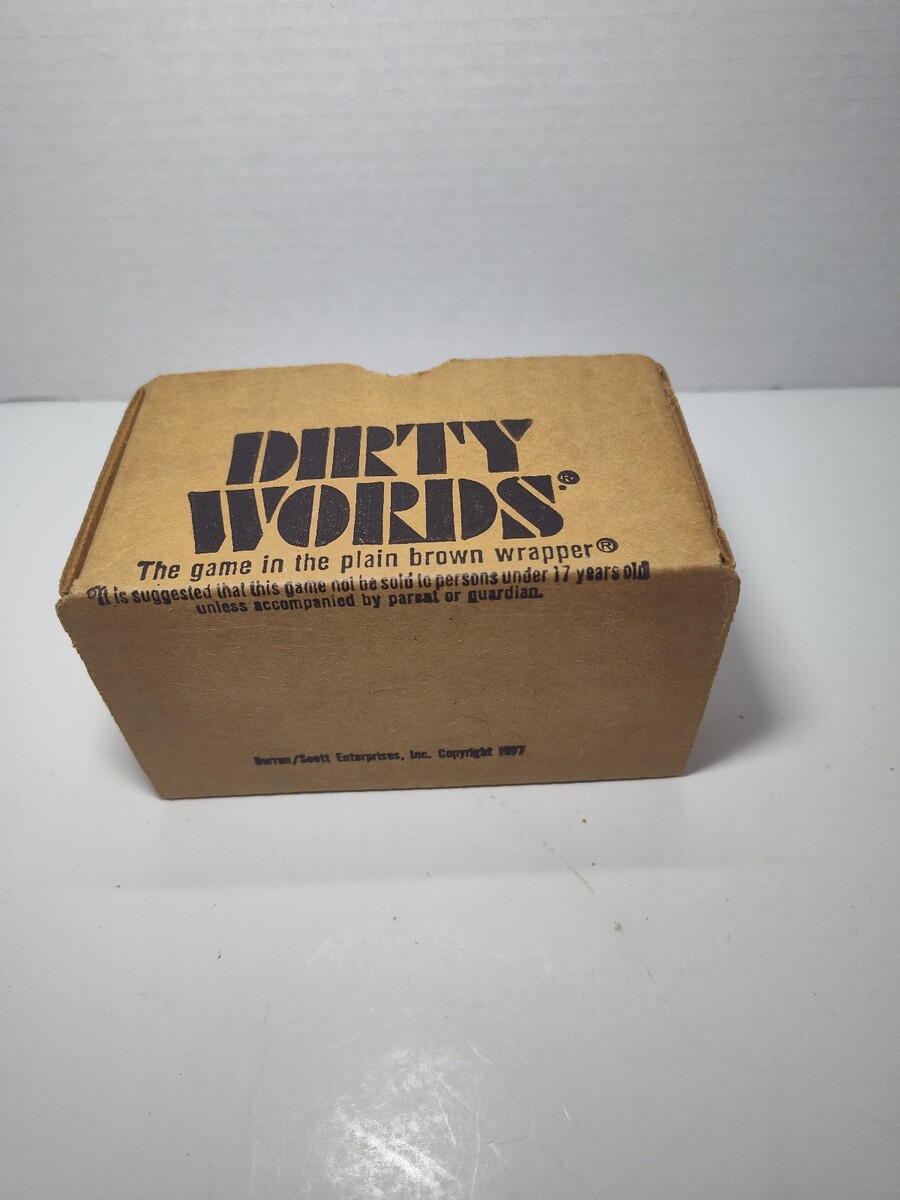 DIRTY
WORDS®
The game in the plain brown wrapper®
It is suggested that this game not be sold to persons under 17 years old
unless accompanied by parent or guardian.
Enterprises, Inc. Copyright